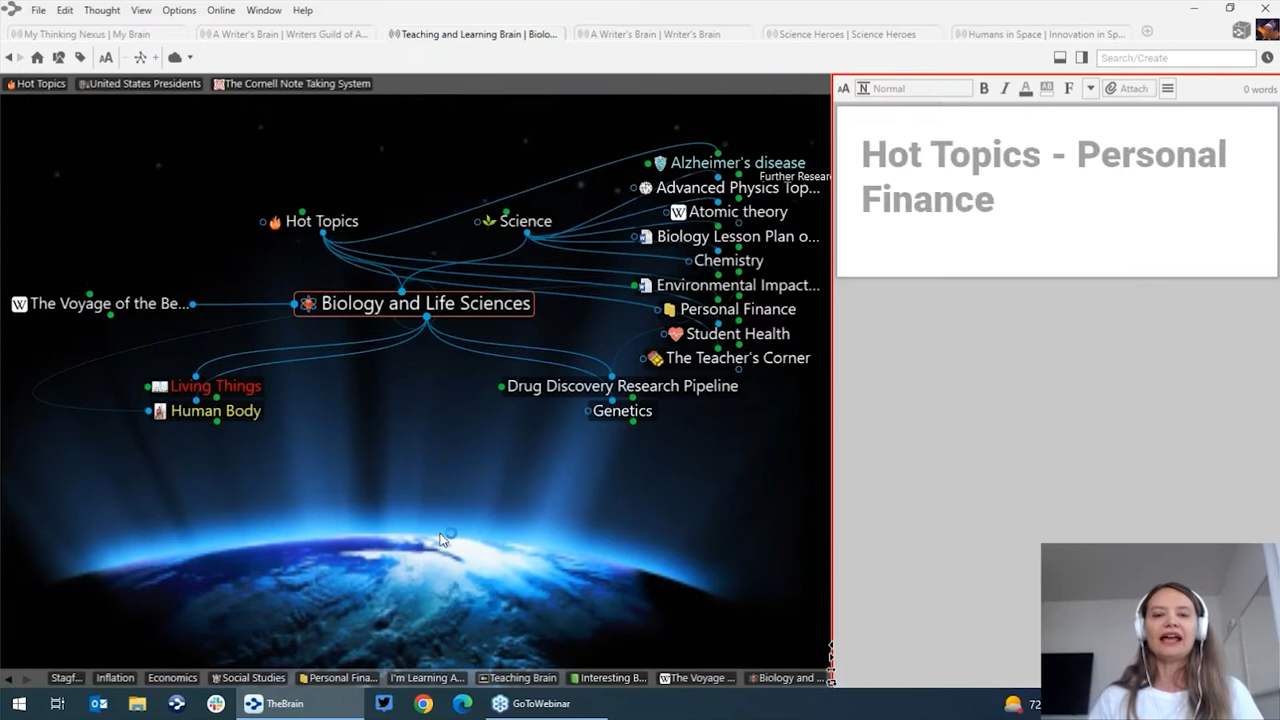 File Edit Thought View Options Online Window Help
My Thinking Nexus | My Brain
A Writer's Brain | Writers Guild of A...
Teaching and Learning Brain | Biolo...
A Writer's Brain | Writer's Brain
Science Heroes | Science Heroes
Humans in Space | Innovation in Sp...
Search/Create
Hot Topics
United States Presidents
The Cornell Note Taking System
Normal
Attach
0 words
Hot Topics - Personal
Finance
Alzheimer's disease
Further Resear
Advanced Physics Top...
Hot Topics
Science
Atomic theory
Biology Lesson Plan o...
Chemistry
Environmental Impact...
The Voyage of the Be...
Biology and Life Sciences
Personal Finance
Student Health
The Teacher's Corner
Living Things
Drug Discovery Research Pipeline
Human Body
Genetics
Stagf...
Inflation
Economics
Social Studies
Personal Fina...
I'm Learning A...
Teaching Brain
Interesting B...
The Voyage ...
Biology and ...
TheBrain
GoToWebinar
72